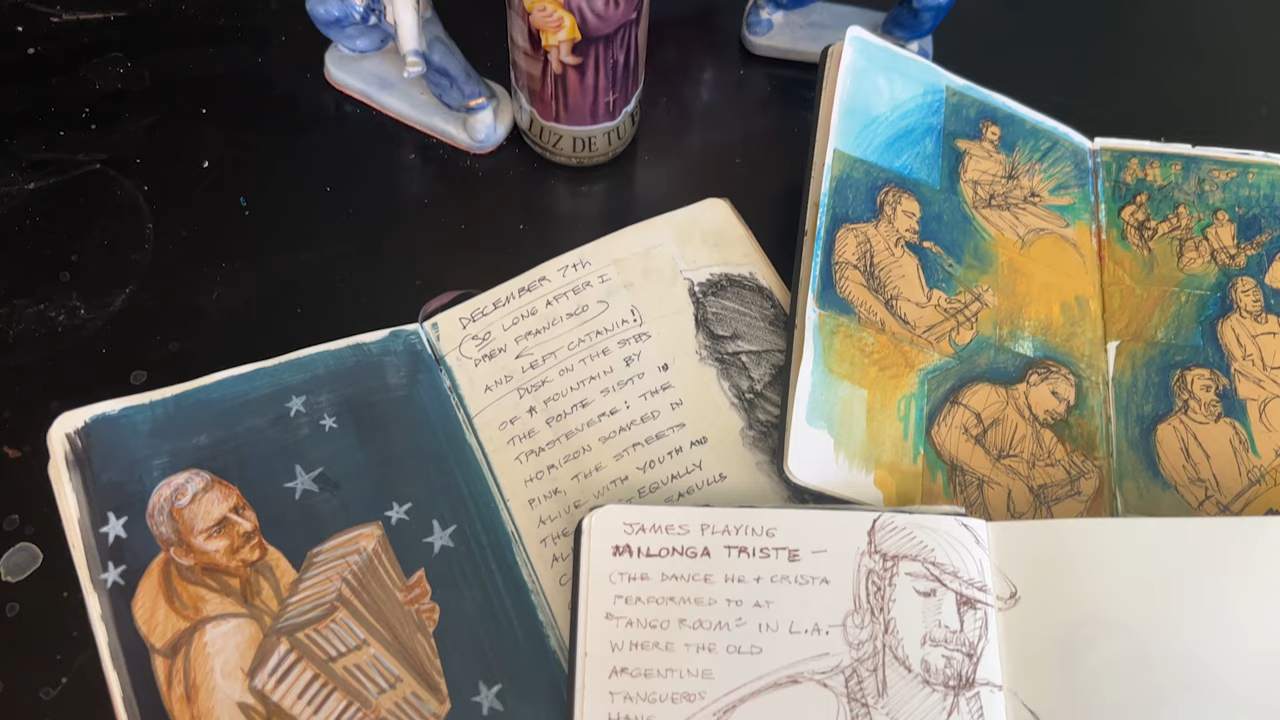 LUZ DE TU
DECEMBER 7th
(SO LONG AFTER I
DREW FRANCISCO
AND LEFT CATANIA!)
DUSK ON THE STEPS
OF A FOUNTAIN BY
THE PONTE SISTO IN
TRASTEVERE: THE
HORIZON SOAKED IN
PINK, THE STREETS
ALIVE WITH YOUTH AND
THE EQUALLY
SEAGULLS
JAMES PLAYING
MILONGA TRISTE —
(THE DANCE HE + CRISTA
PERFORMED TO AT
"TANGO ROOM" IN L.A. —
WHERE THE OLD
ARGENTINE
TANGUEROS
HANG